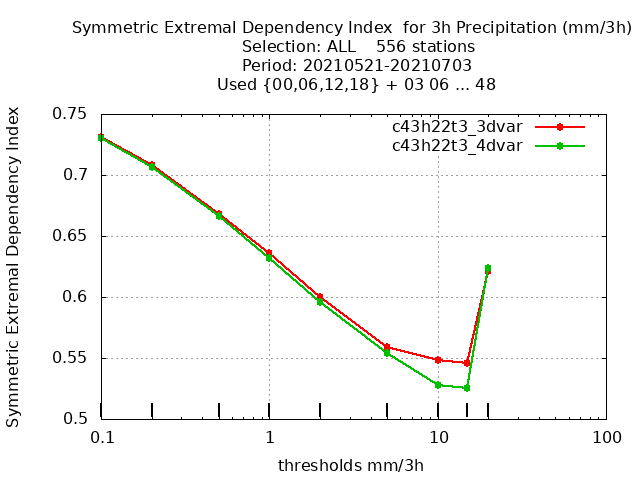 Symmetric Extremal Dependency Index  for 3h Precipitation (mm/3h)
Selection: ALL    556 stations
Period: 20210521-20210703
Used {00,06,12,18} + 03 06 ... 48
Symmetric Extremal Dependency Index
0.75
0.7
0.65
0.6
0.55
0.5
c43h22t3_3dvar
c43h22t3_4dvar
0.1 1 10 100
thresholds mm/3h